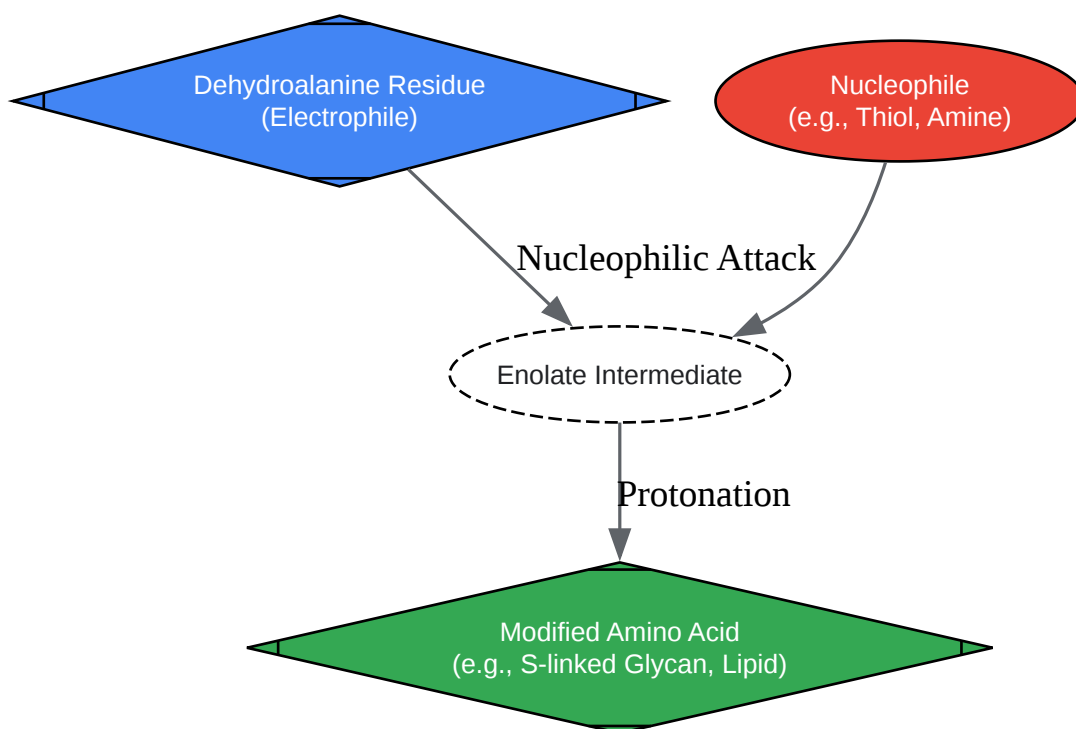 Dehydroalanine Residue
(Electrophile)
Nucleophile
(e.g., Thiol, Amine)
Nucleophilic Attack
Enolate Intermediate
Protonation
Modified Amino Acid
(e.g., S-linked Glycan, Lipid)